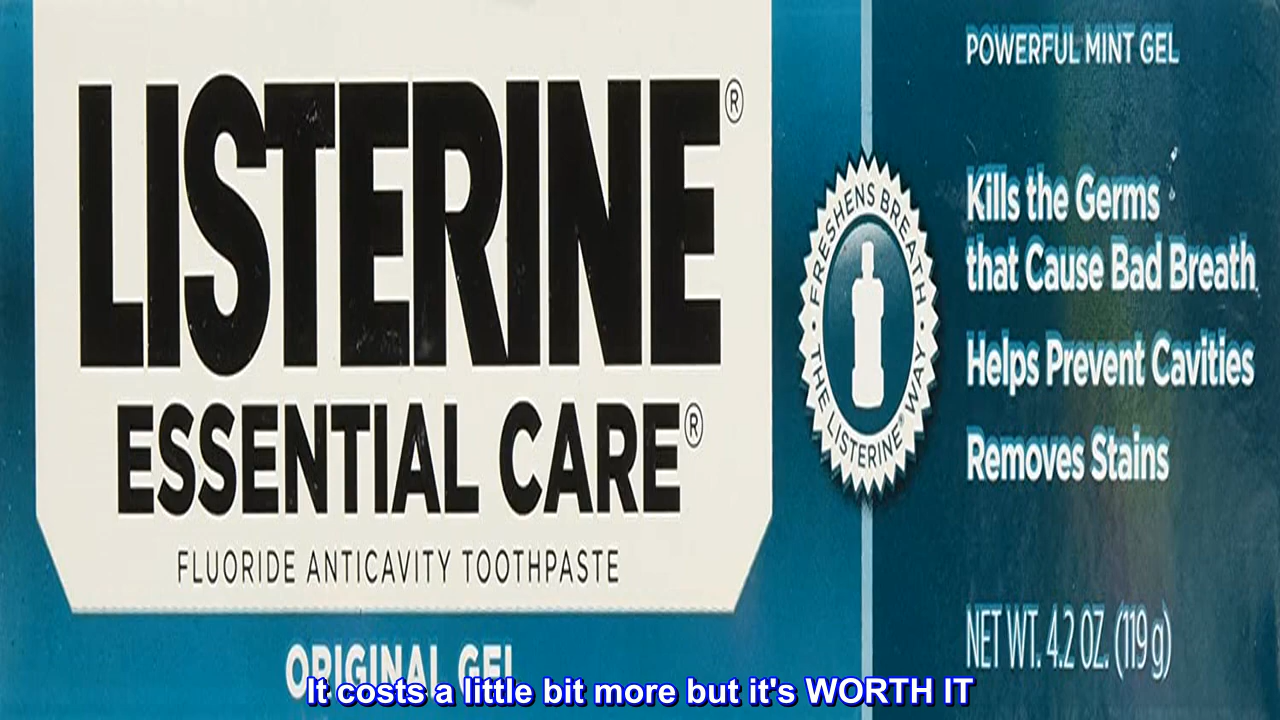 LISTERINE®
ESSENTIAL CARE®
FLUORIDE ANTICAVITY TOOTHPASTE
ORIGINAL GEL
FRESHENS BREATH
• THE LISTERINE® WAY •
POWERFUL MINT GEL
Kills the Germs
that Cause Bad Breath
Helps Prevent Cavities
Removes Stains
NET WT. 4.2 OZ. (119 g)
It costs a little bit more but it's WORTH IT